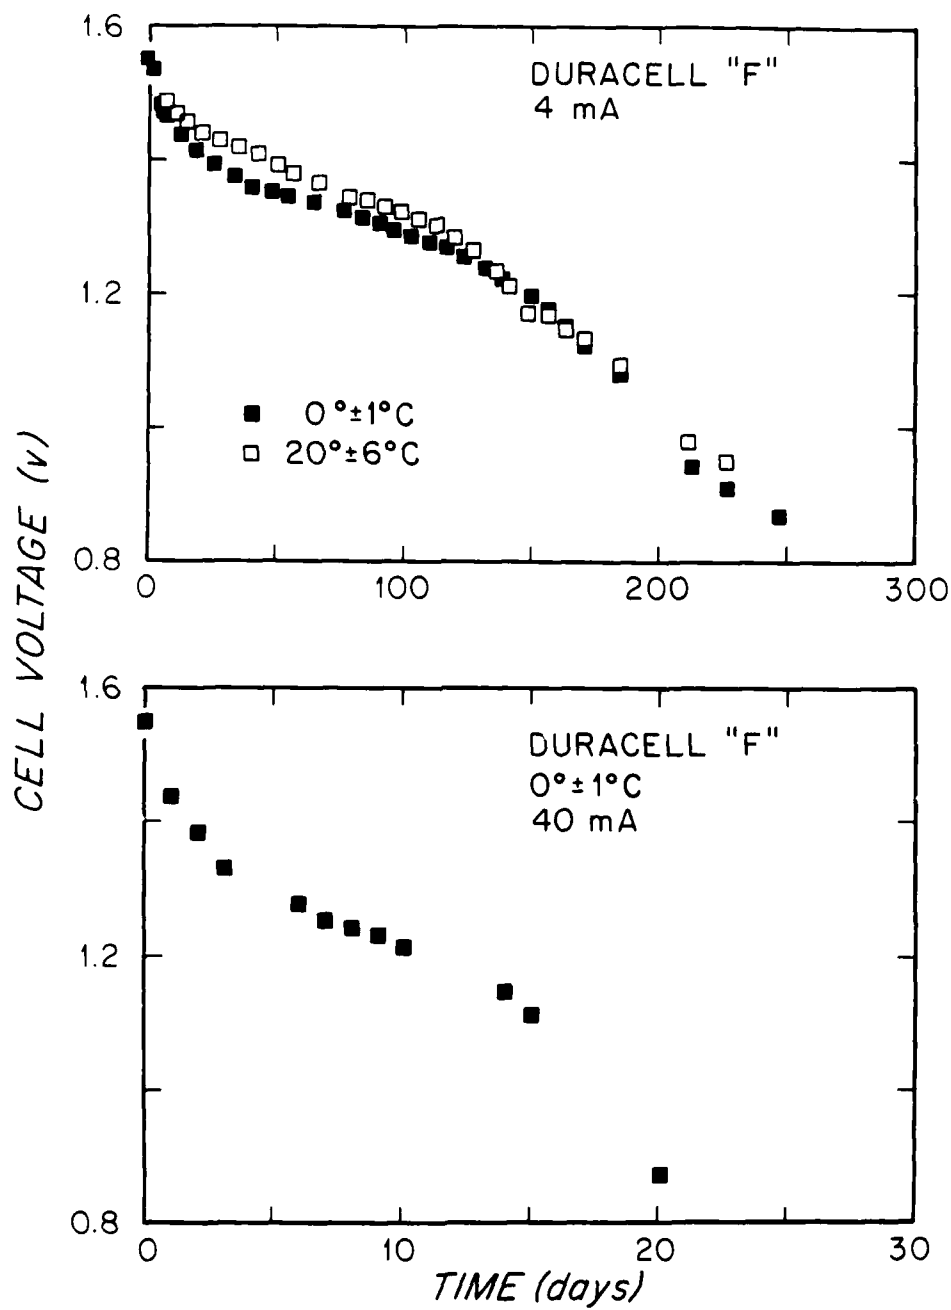 1.6
DURACELL "F"
4 mA
1.2
0°±1°C
20°±6°C
0.8
0 100 200 300
CELL VOLTAGE (v)
1.6
DURACELL "F"
0°±1°C
40 mA
1.2
0.8
0 10 20 30
TIME (days)